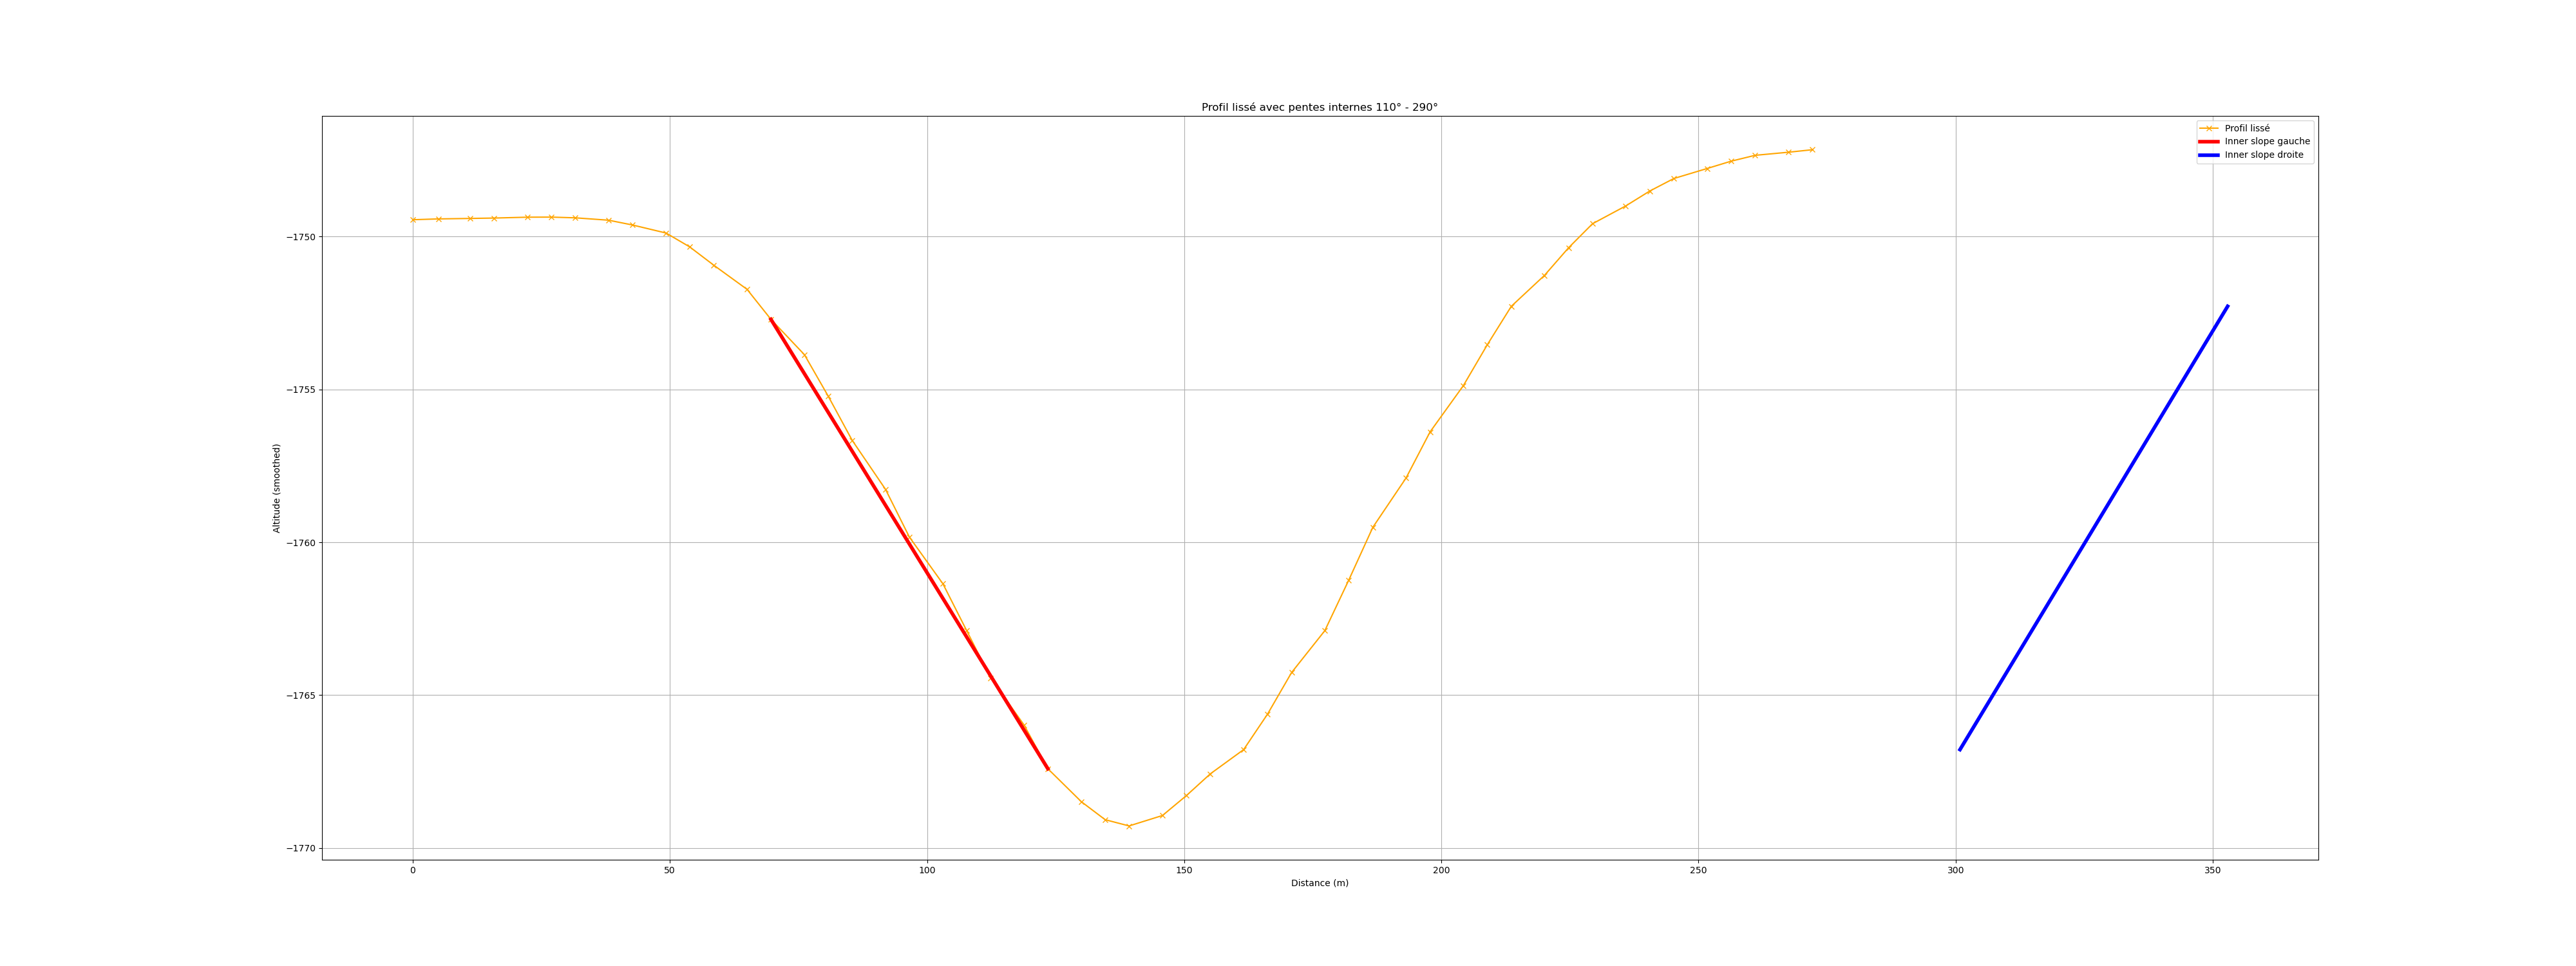 Profil lissé avec pentes internes 110° - 290°
Profil lissé
Inner slope gauche
Inner slope droite
Altitude (smoothed)
−1750
−1755
−1760
−1765
−1770
0
50
100
150
200
250
300
350
Distance (m)